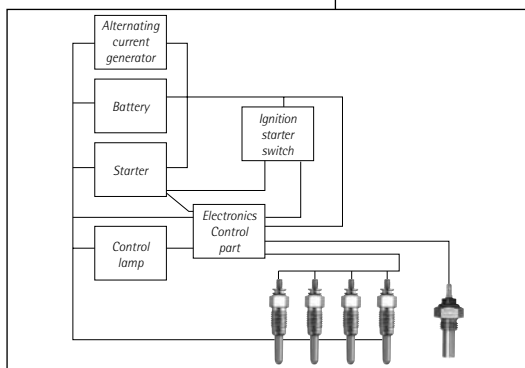 Alternating
current
generator
Battery
Ignition
starter
switch
Starter
Electronics
Control
part
Control
lamp